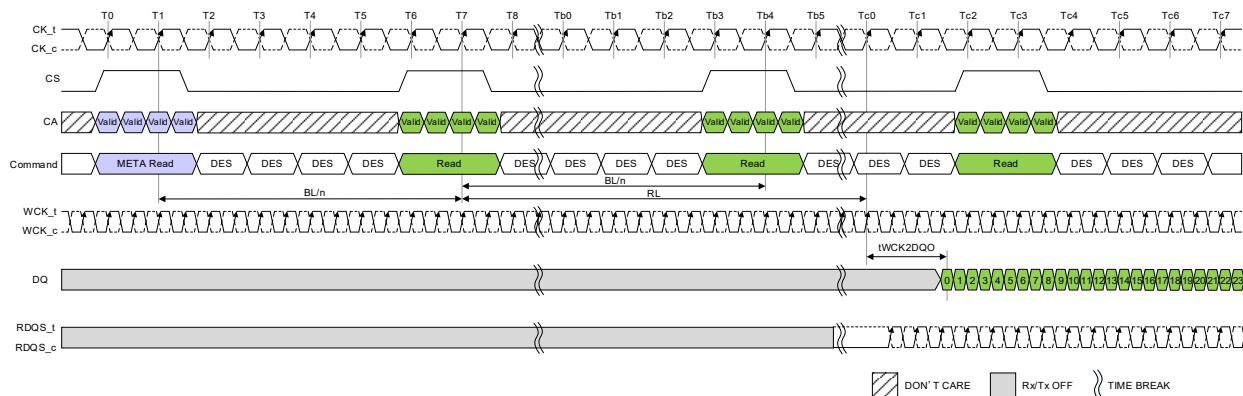 T0 T1 T2 T3 T4 T5 T6 T7 T8 Tb0 Tb1 Tb2 Tb3 Tb4 Tb5 Tc0 Tc1 Tc2 Tc3 Tc4 Tc5 Tc6 Tc7
CK_t
CK_c
CS
CA Valid Valid Valid Valid Valid Valid Valid Valid Valid Valid Valid Valid Valid Valid Valid Valid
Command META Read DES DES DES DES Read DES DES DES DES Read DES DES DES Read DES DES DES
BL/n
BL/n
RL
WCK_t
WCK_c
tWCK2DQO
DQ 0 1 2 3 4 5 6 7 8 9 10 11 12 13 14 15 16 17 18 19 20 21 22 23
RDQS_t
RDQS_c
DON'T CARE Rx/Tx OFF TIME BREAK